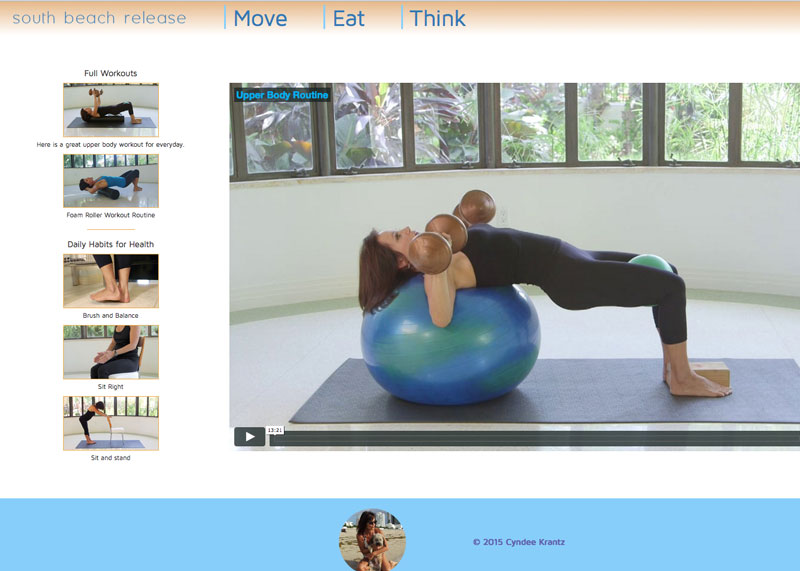 south beach release
Move
Eat
Think
Full Workouts
Here is a great upper body workout for everyday.
Foam Roller Workout Routine
Daily Habits for Health
Brush and Balance
Sit Right
Sit and stand
Upper Body Routine
13:21
© 2015 Cyndee Krantz